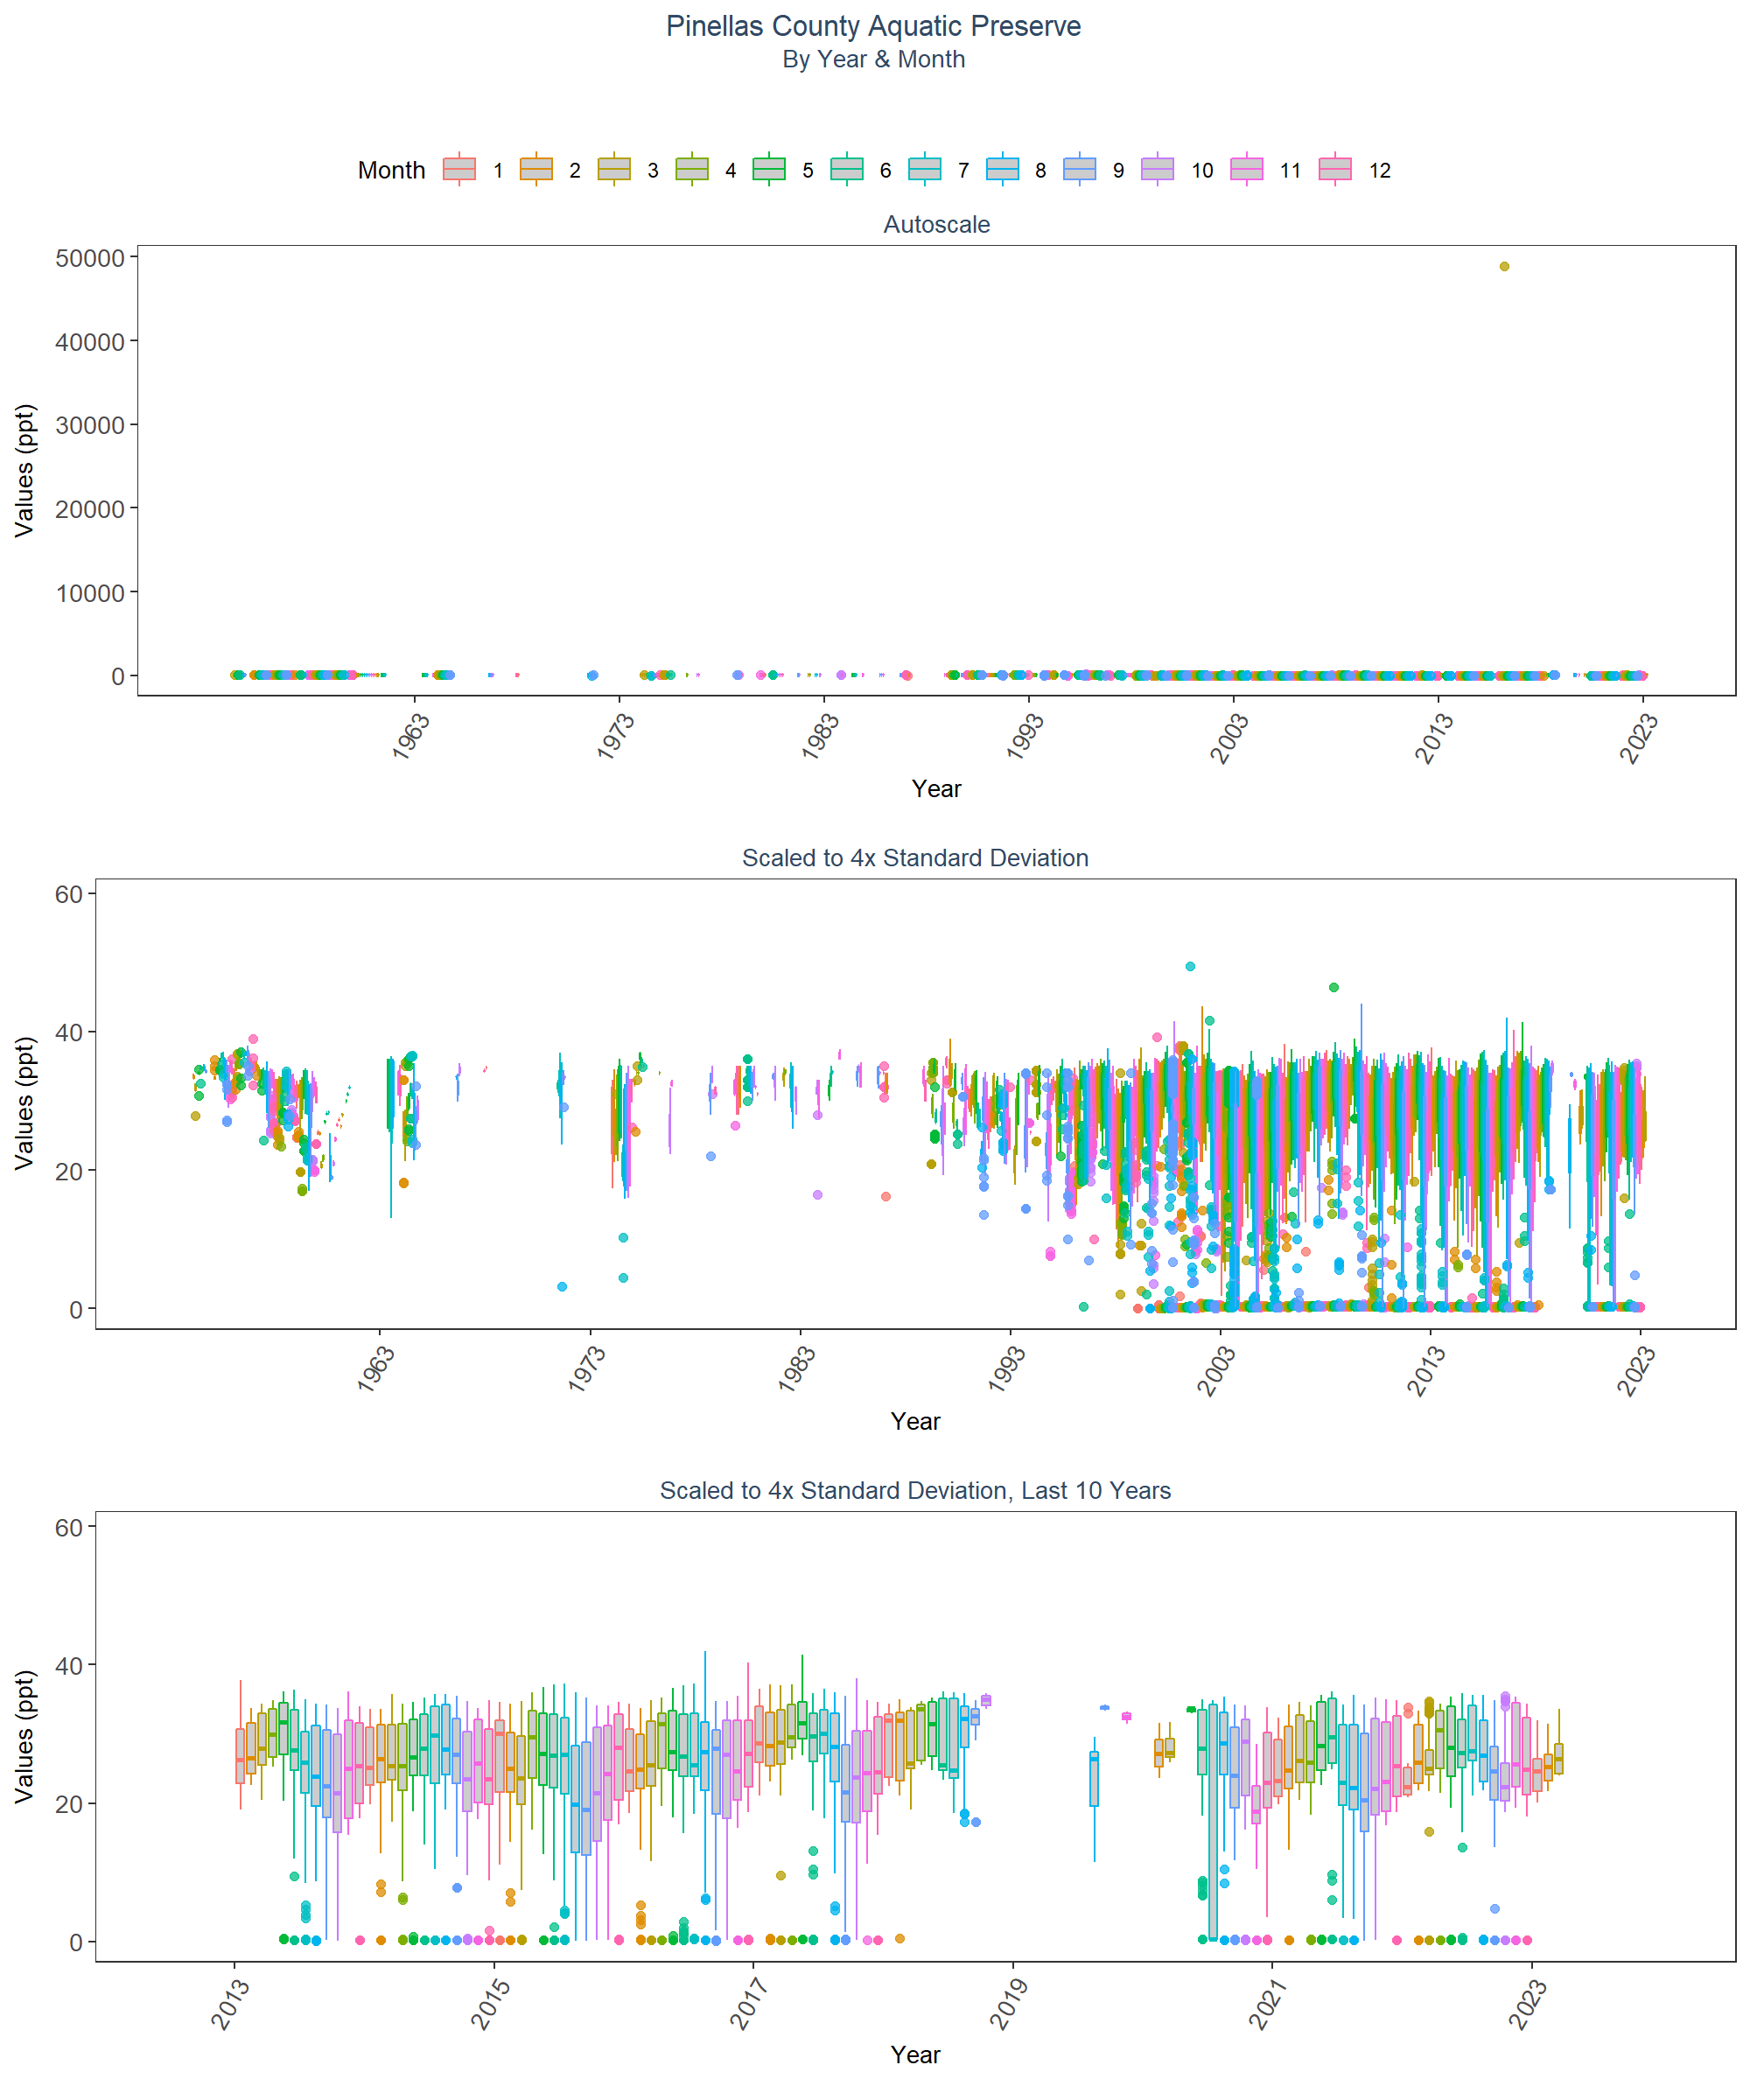 Pinellas County Aquatic Preserve
By Year & Month
Month 1 2 3 4 5 6 7 8 9 10 11 12
Autoscale
50000
40000
30000
20000
10000
0
Values (ppt)
1963 1973 1983 1993 2003 2013 2023
Year
Scaled to 4x Standard Deviation
60
40
20
0
Values (ppt)
1963 1973 1983 1993 2003 2013 2023
Year
Scaled to 4x Standard Deviation, Last 10 Years
60
40
20
0
Values (ppt)
2013 2015 2017 2019 2021 2023
Year